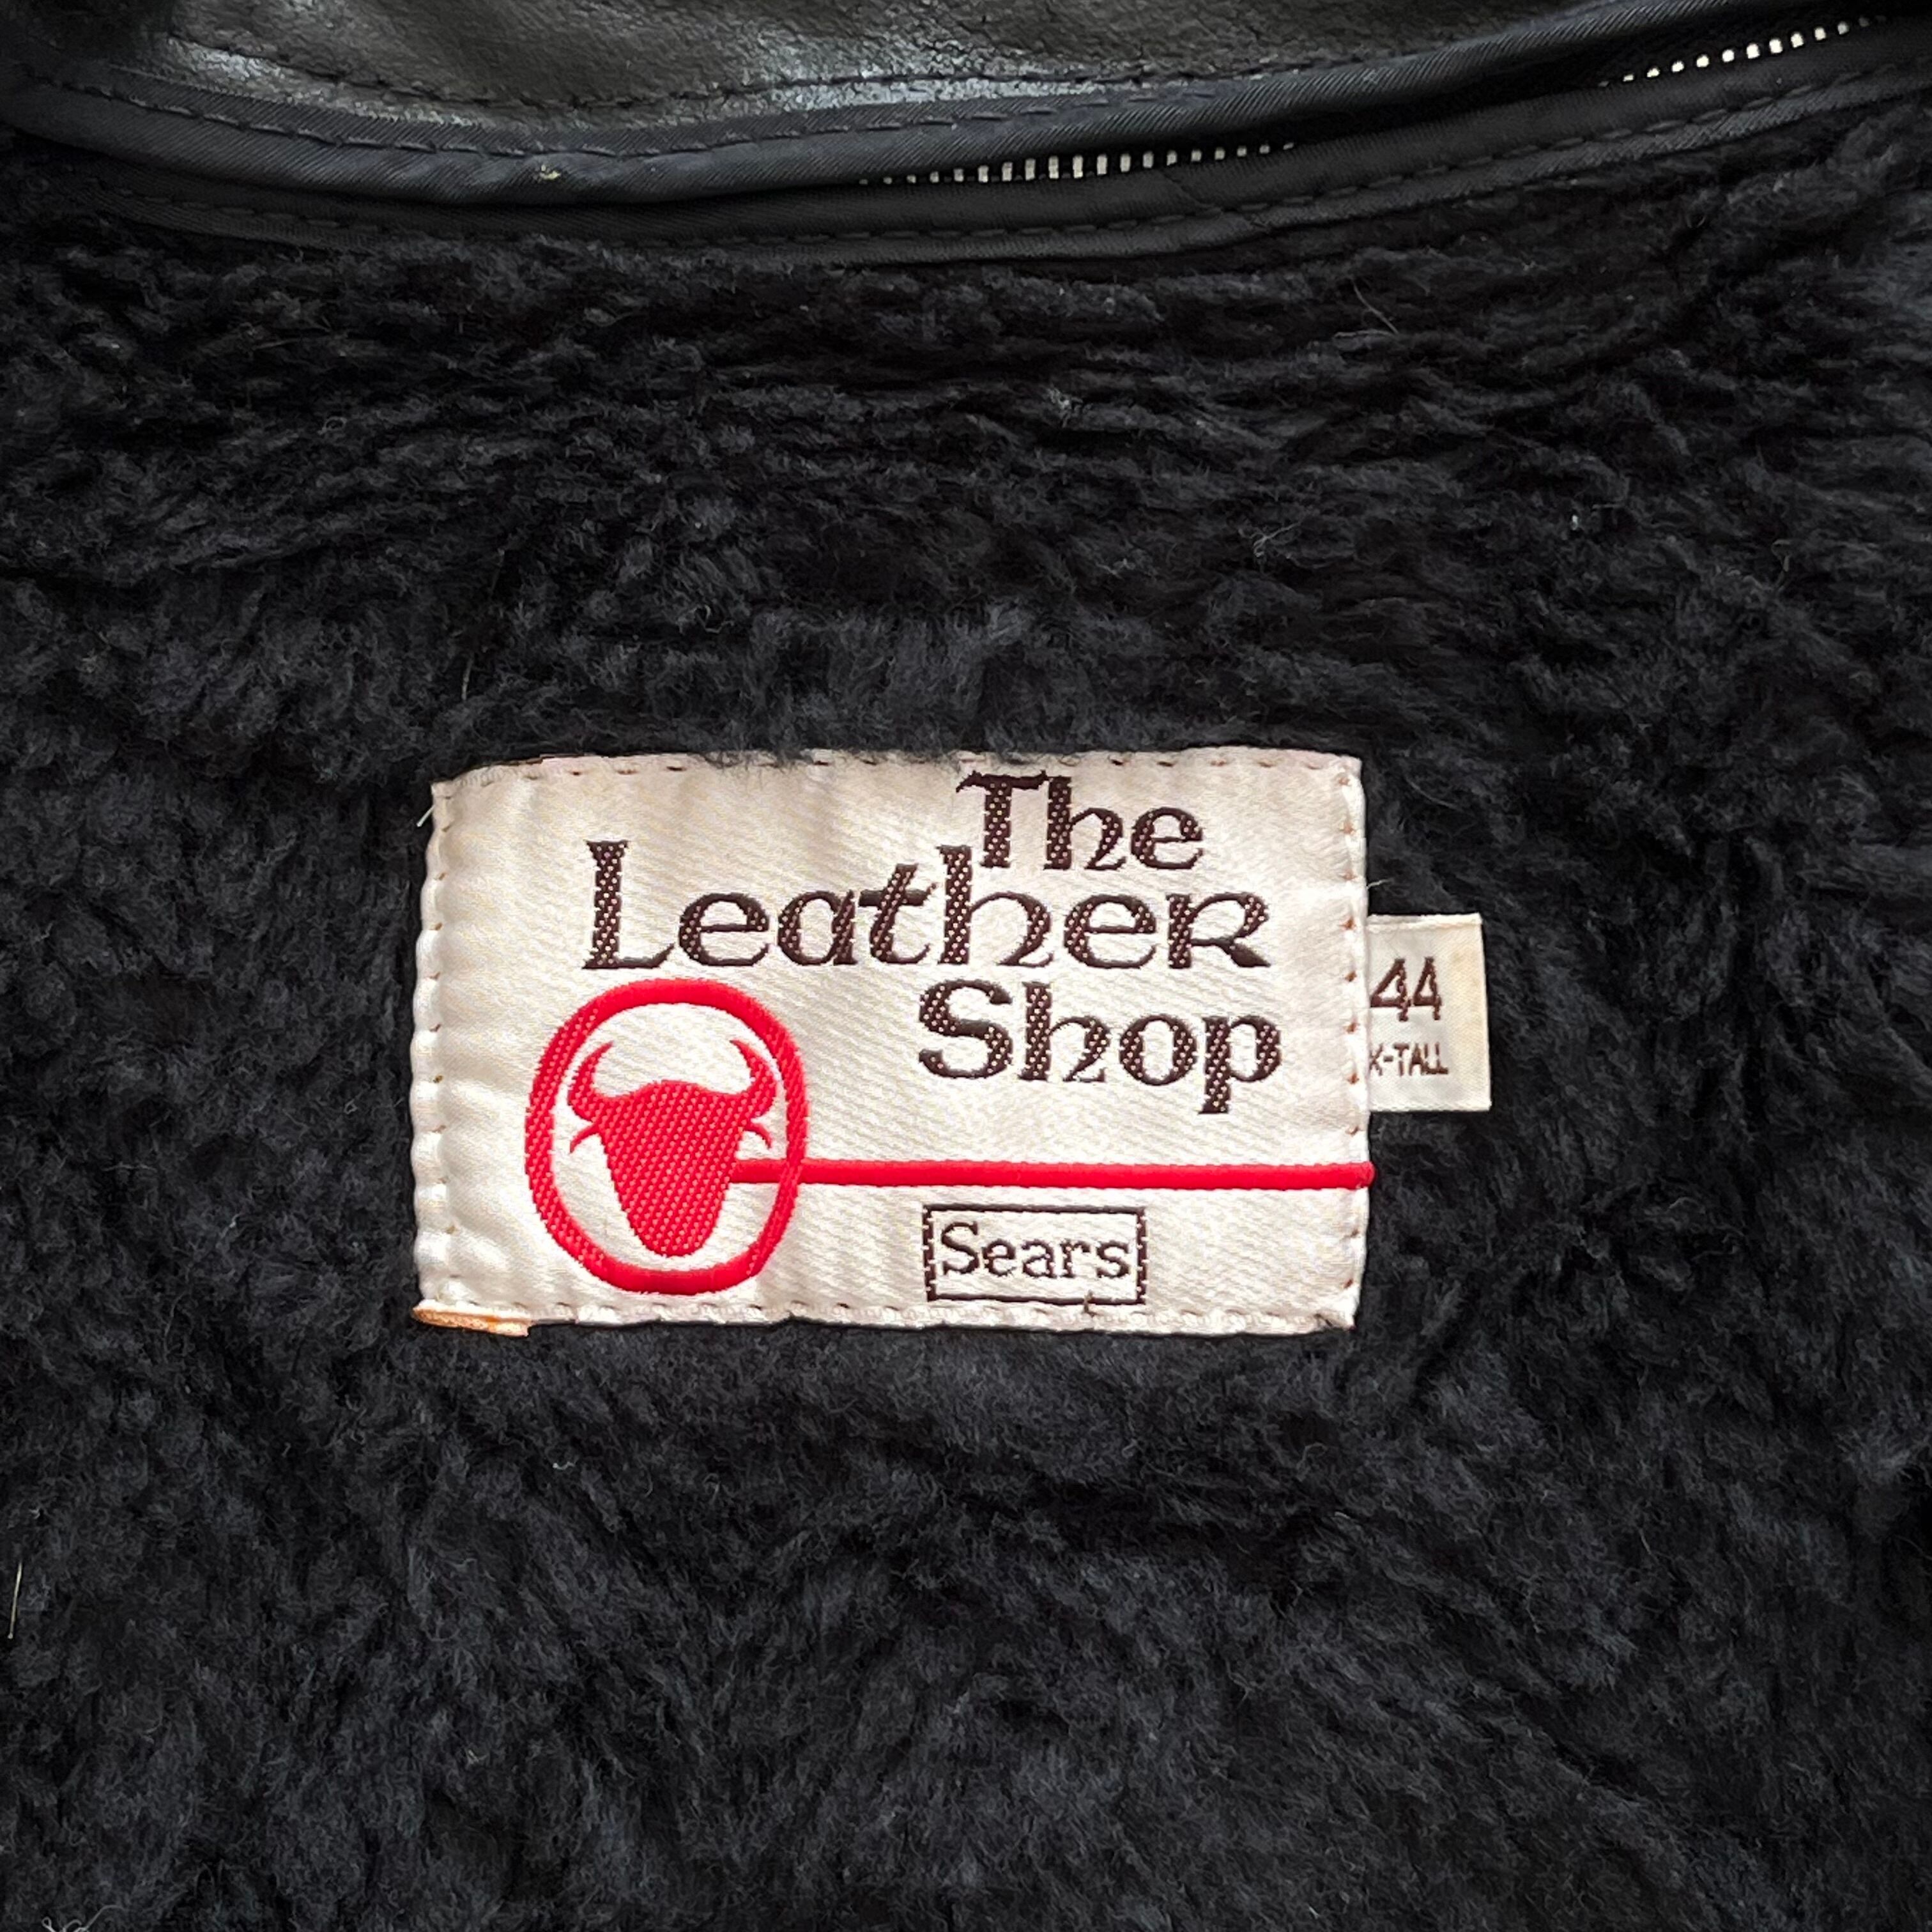 The
Leather
Shop
Sears
44
X-TALL